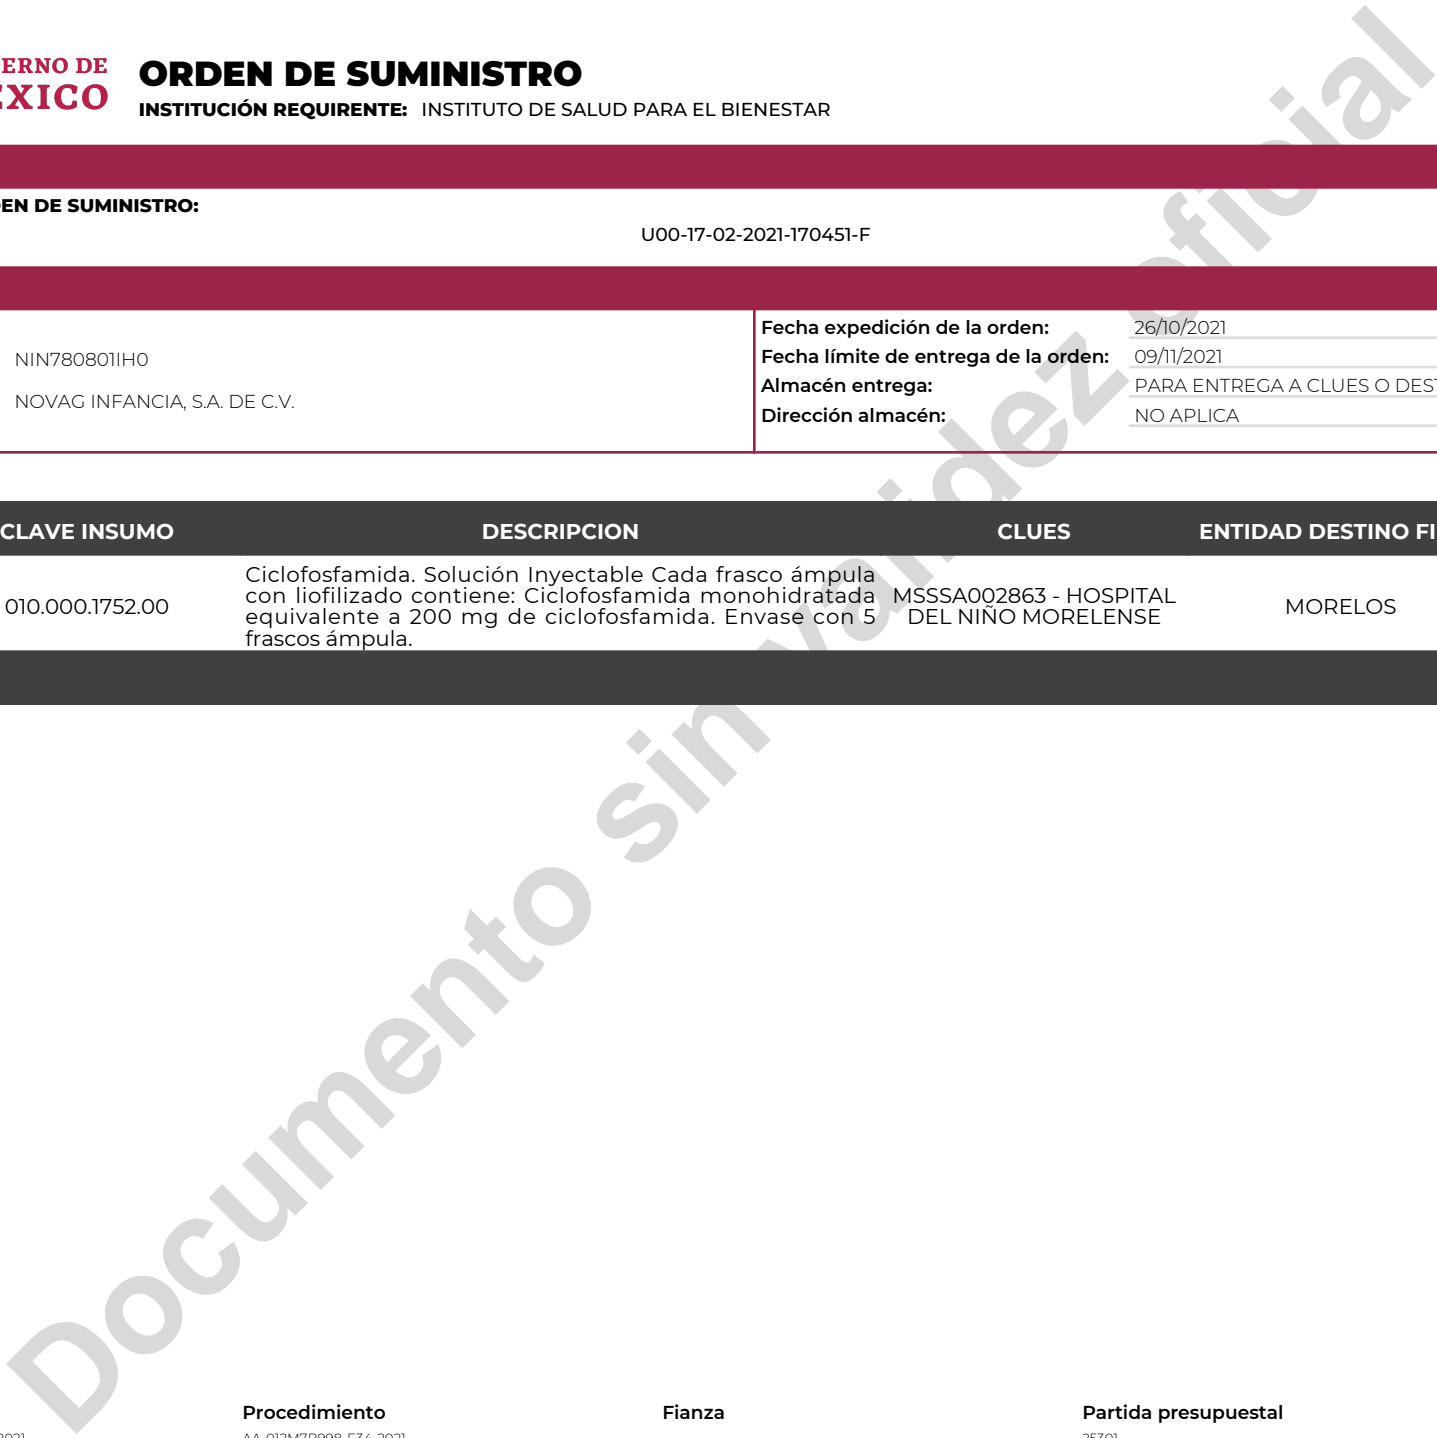 ERNO DE
EXICO
ORDEN DE SUMINISTRO
INSTITUCIÓN REQUIRENTE: INSTITUTO DE SALUD PARA EL BIENESTAR
EN DE SUMINISTRO:
U00-17-02-2021-170451-F
NIN780801IH0
NOVAG INFANCIA, S.A. DE C.V.
Fecha expedición de la orden: 26/10/2021
Fecha límite de entrega de la orden: 09/11/2021
Almacén entrega: PARA ENTREGA A CLUES O DEST
Dirección almacén: NO APLICA
CLAVE INSUMO DESCRIPCION CLUES ENTIDAD DESTINO FI
010.000.1752.00
Ciclofosfamida. Solución Inyectable Cada frasco ámpula
con liofilizado contiene: Ciclofosfamida monohidratada
equivalente a 200 mg de ciclofosfamida. Envase con 5
frascos ámpula.
MSSSA002863 - HOSPITAL
DEL NIÑO MORELENSE
MORELOS
Documento sin validez oficial
Procedimiento Fianza Partida presupuestal